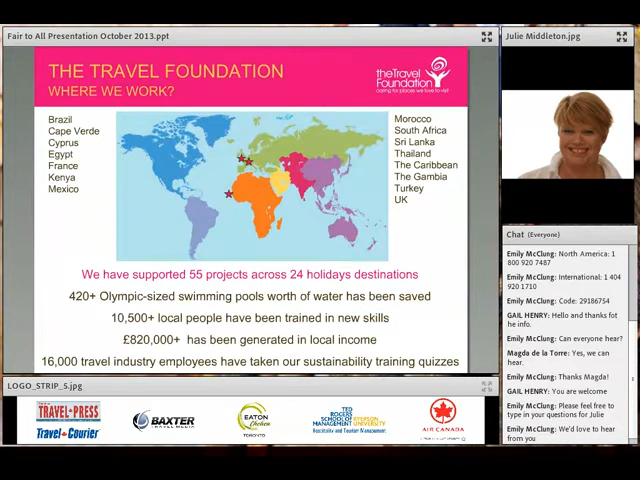 Fair to All Presentation October 2013.ppt
THE TRAVEL FOUNDATION
WHERE WE WORK?
theTravel
Foundation
caring for places we love to visit
Brazil
Cape Verde
Cyprus
Egypt
France
Kenya
Mexico
Morocco
South Africa
Sri Lanka
Thailand
The Caribbean
The Gambia
Turkey
UK
We have supported 55 projects across 24 holidays destinations
420+ Olympic-sized swimming pools worth of water has been saved
10,500+ local people have been trained in new skills
£820,000+ has been generated in local income
16,000 travel industry employees have taken our sustainability training quizzes
LOGO_STRIP_5.jpg
TRAVEL PRESS
Travel Courier
BAXTER
TRAVEL MEDIA
EATON
Chelsea
TORONTO
TED
ROGERS
SCHOOL OF
MANAGEMENT
RYERSON
UNIVERSITY
Hospitality and Tourism Management
AIR CANADA
Julie Middleton.jpg
Chat (Everyone)
Emily McClung: North America: 1
800 920 7487
Emily McClung: International: 1 404
920 1710
Emily McClung: Code: 29186754
GAIL HENRY: Hello and thanks fot
he info.
Emily McClung: Can everyone hear?
Magda de la Torre: Yes, we can
hear.
Emily McClung: Thanks Magda!
GAIL HENRY: You are welcome
Emily McClung: Please feel free to
type in your questions for Julie
Emily McClung: We'd love to hear
from you